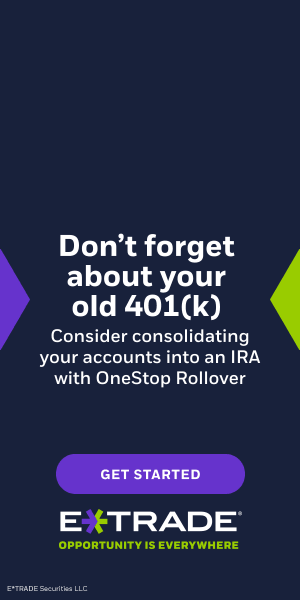 Don’t forget
about your
old 401(k)
Consider consolidating
your accounts into an IRA
with OneStop Rollover
GET STARTED
E*TRADE®
OPPORTUNITY IS EVERYWHERE
E*TRADE Securities LLC